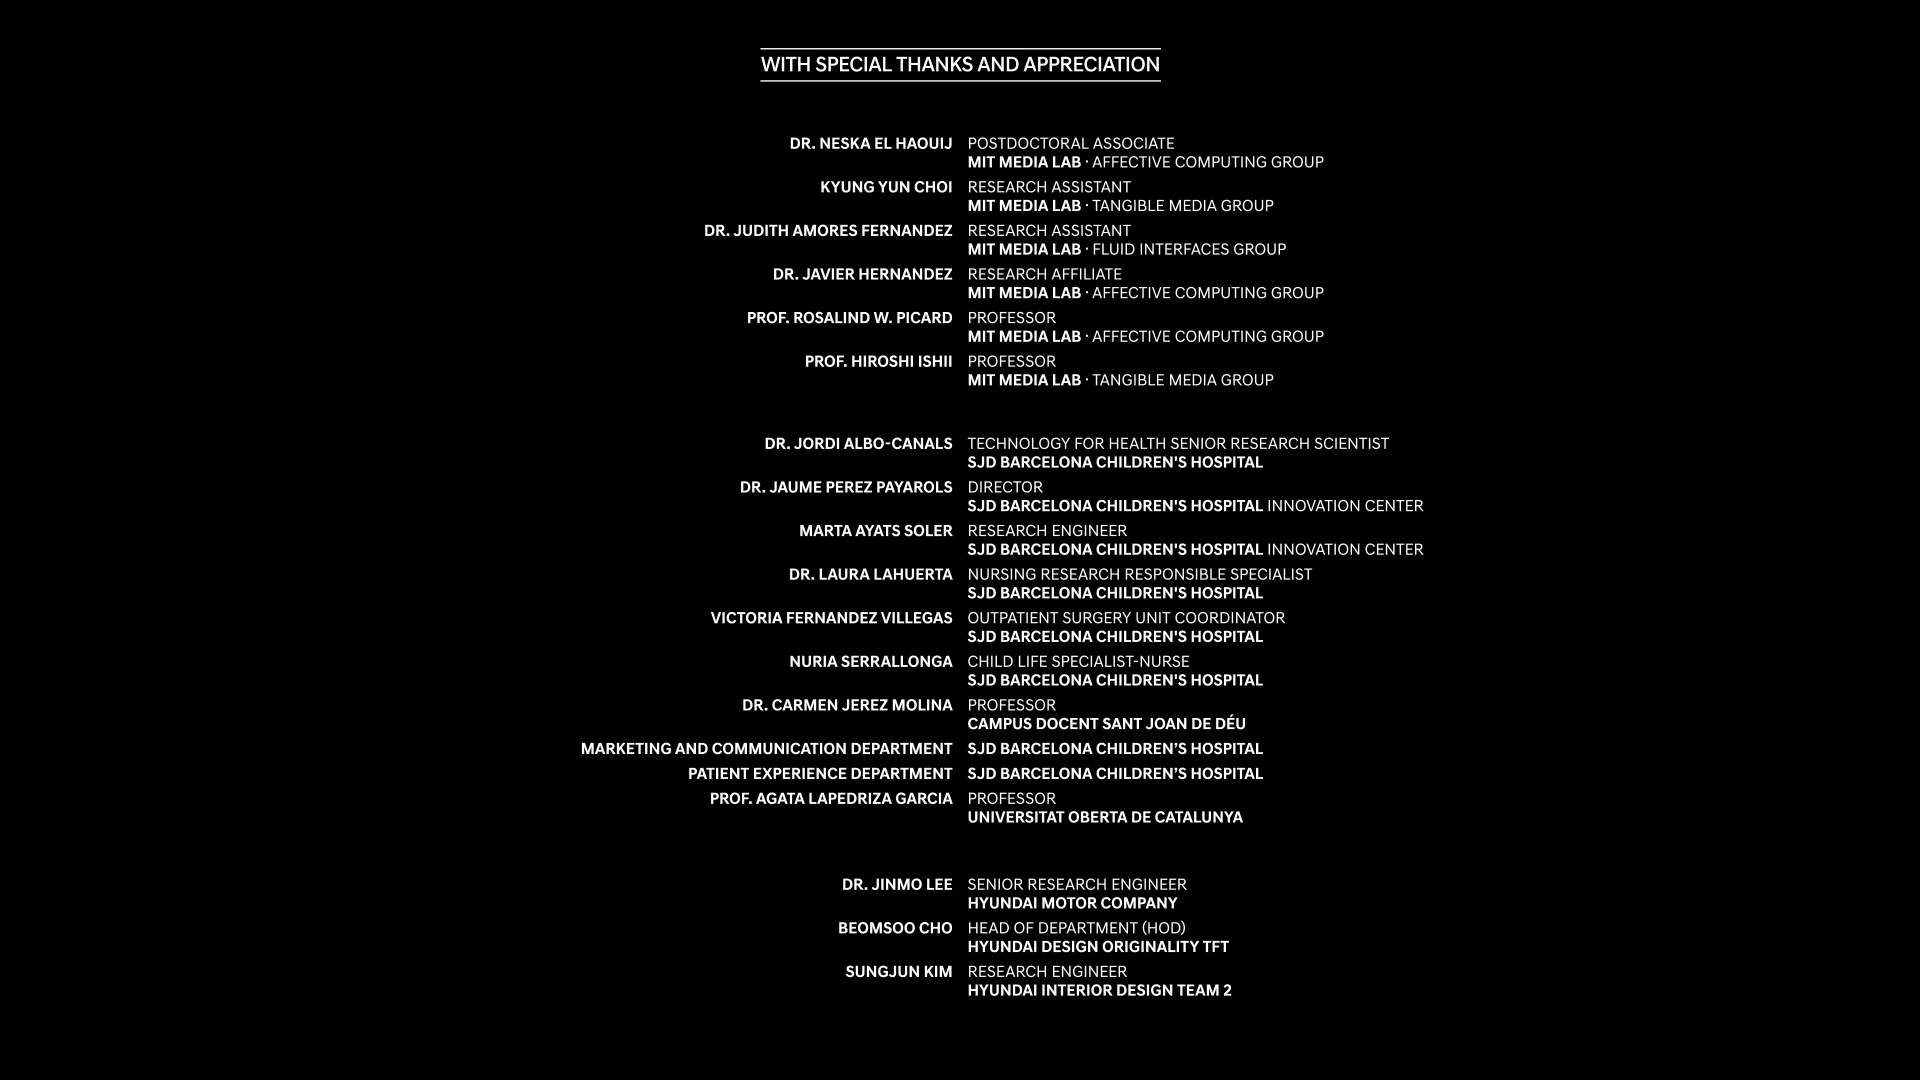 WITH SPECIAL THANKS AND APPRECIATION
DR. NESKA EL HAOUIJ POSTDOCTORAL ASSOCIATE
MIT MEDIA LAB · AFFECTIVE COMPUTING GROUP
KYUNG YUN CHOI RESEARCH ASSISTANT
MIT MEDIA LAB · TANGIBLE MEDIA GROUP
DR. JUDITH AMORES FERNANDEZ RESEARCH ASSISTANT
MIT MEDIA LAB · FLUID INTERFACES GROUP
DR. JAVIER HERNANDEZ RESEARCH AFFILIATE
MIT MEDIA LAB · AFFECTIVE COMPUTING GROUP
PROF. ROSALIND W. PICARD PROFESSOR
MIT MEDIA LAB · AFFECTIVE COMPUTING GROUP
PROF. HIROSHI ISHII PROFESSOR
MIT MEDIA LAB · TANGIBLE MEDIA GROUP
DR. JORDI ALBO-CANALS TECHNOLOGY FOR HEALTH SENIOR RESEARCH SCIENTIST
SJD BARCELONA CHILDREN'S HOSPITAL
DR. JAUME PEREZ PAYAROLS DIRECTOR
SJD BARCELONA CHILDREN'S HOSPITAL INNOVATION CENTER
MARTA AYATS SOLER RESEARCH ENGINEER
SJD BARCELONA CHILDREN'S HOSPITAL INNOVATION CENTER
DR. LAURA LAHUERTA NURSING RESEARCH RESPONSIBLE SPECIALIST
SJD BARCELONA CHILDREN'S HOSPITAL
VICTORIA FERNANDEZ VILLEGAS OUTPATIENT SURGERY UNIT COORDINATOR
SJD BARCELONA CHILDREN'S HOSPITAL
NURIA SERRALLONGA CHILD LIFE SPECIALIST-NURSE
SJD BARCELONA CHILDREN'S HOSPITAL
DR. CARMEN JEREZ MOLINA PROFESSOR
CAMPUS DOCENT SANT JOAN DE DÉU
MARKETING AND COMMUNICATION DEPARTMENT SJD BARCELONA CHILDREN’S HOSPITAL
PATIENT EXPERIENCE DEPARTMENT SJD BARCELONA CHILDREN’S HOSPITAL
PROF. AGATA LAPEDRIZA GARCIA PROFESSOR
UNIVERSITAT OBERTA DE CATALUNYA
DR. JINMO LEE SENIOR RESEARCH ENGINEER
HYUNDAI MOTOR COMPANY
BEOMSOO CHO HEAD OF DEPARTMENT (HOD)
HYUNDAI DESIGN ORIGINALITY TFT
SUNGJUN KIM RESEARCH ENGINEER
HYUNDAI INTERIOR DESIGN TEAM 2